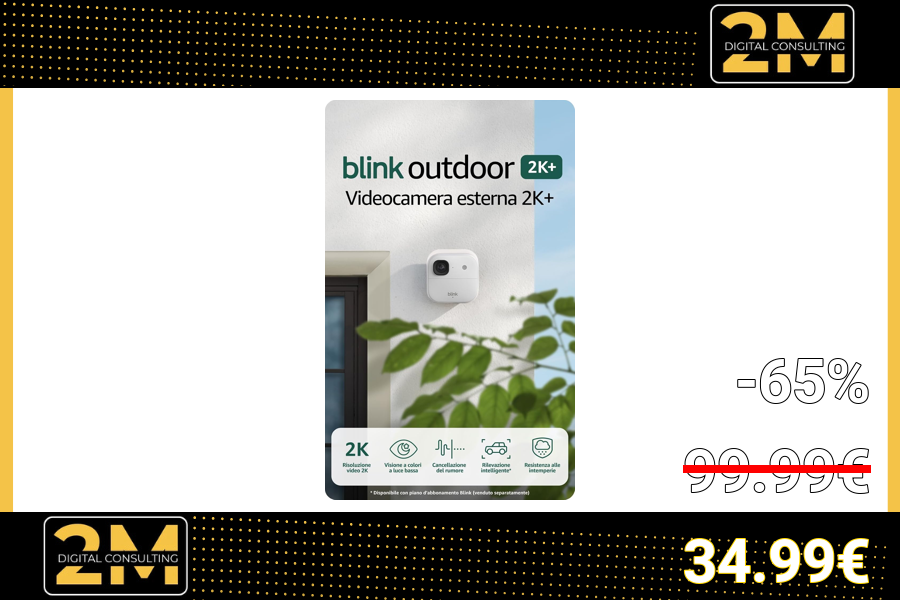 2M
DIGITAL CONSULTING
blink outdoor 2K+
Videocamera esterna 2K+
blink
2K
Risoluzione
video 2K
Visione a colori
a luce bassa
Cancellazione
del rumore
Rilevazione
intelligente*
Resistenza alle
intemperie
* Disponibile con piano d'abbonamento Blink (venduto separatamente)
-65%
99.99€
2M
DIGITAL CONSULTING
34.99€